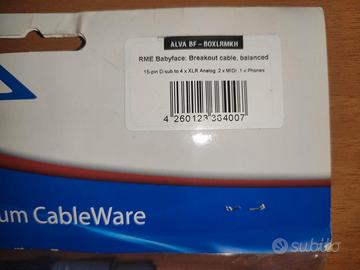 ALVA BF – BOXLRMKH
RME Babyface: Breakout cable, balanced
15-pin D-sub to 4 x XLR Analog .2 x MIDI .1 x Phones
4 260123 364007
um CableWare
subito